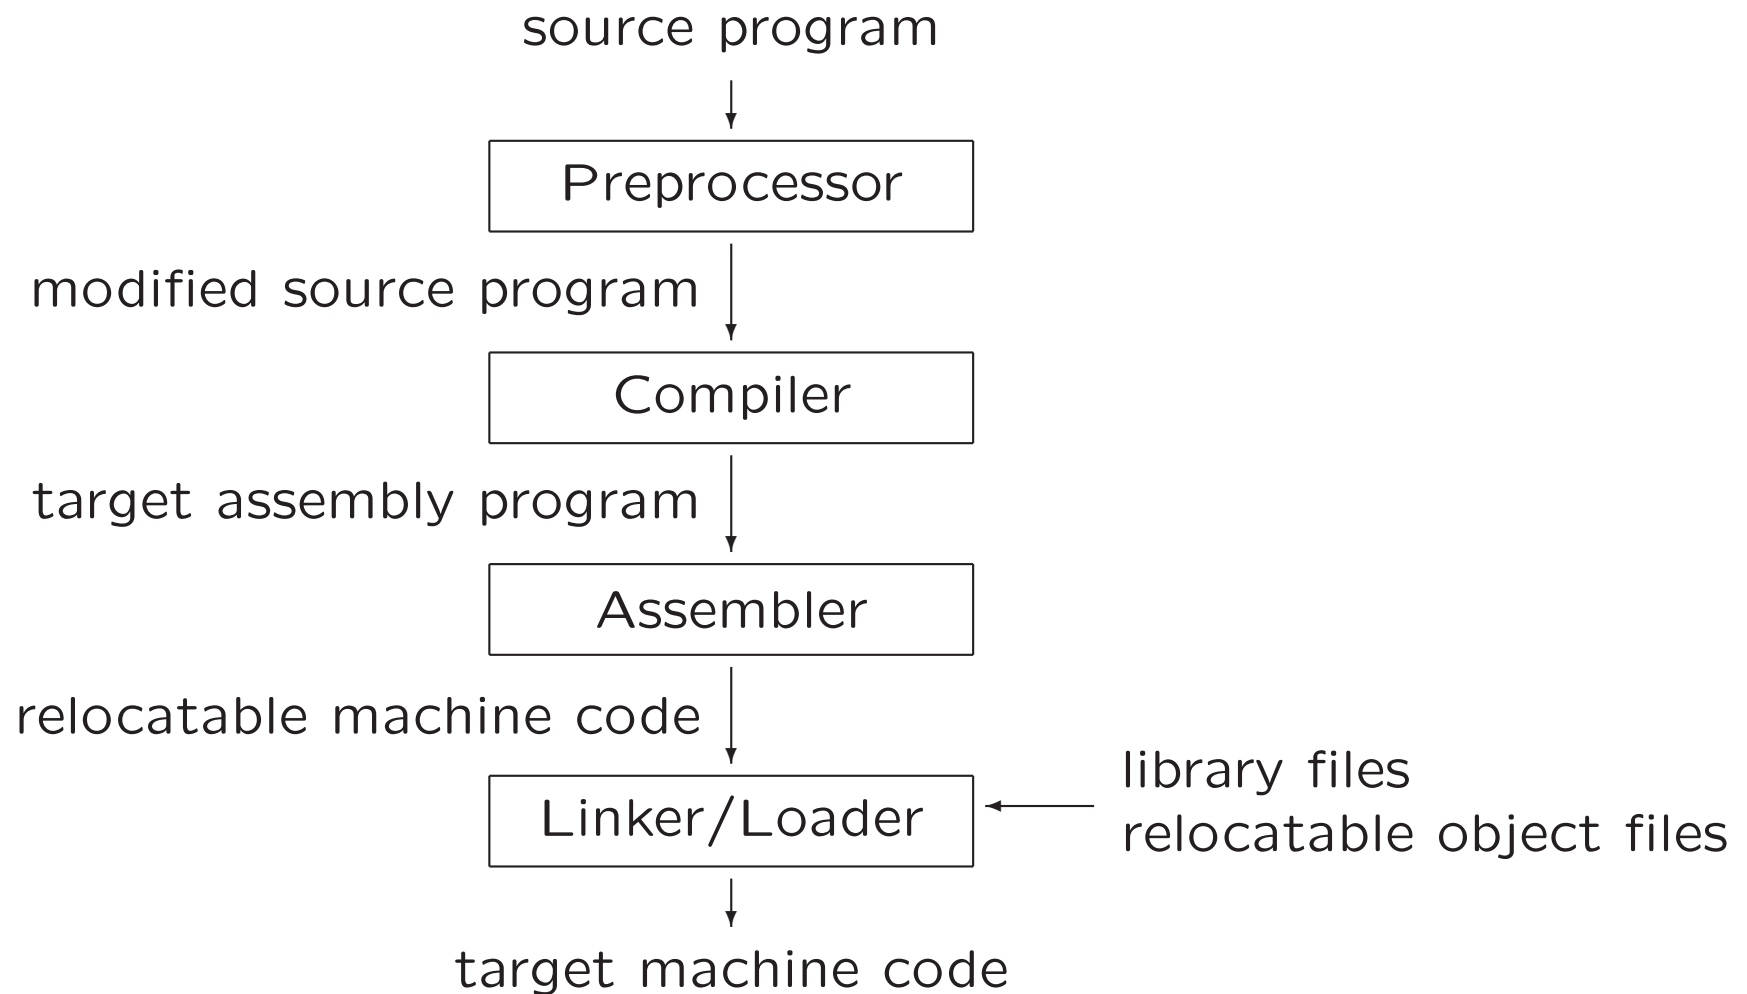 source program
Preprocessor
modified source program
Compiler
target assembly program
Assembler
relocatable machine code
Linker/Loader
library files
relocatable object files
target machine code